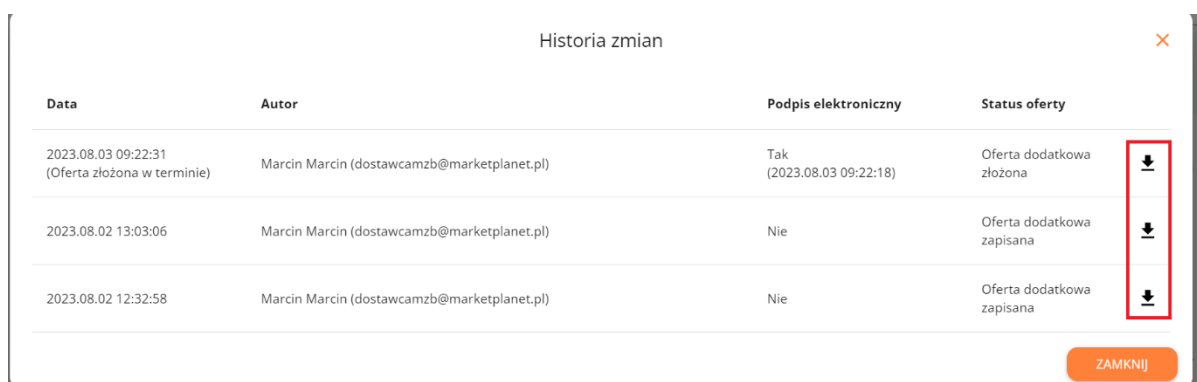 Historia zmian
Data Autor Podpis elektroniczny Status oferty
2023.08.03 09:22:31
(Oferta złożona w terminie)
Marcin Marcin (dostawcamzb@marketplanet.pl)
Tak
(2023.08.03 09:22:18)
Oferta dodatkowa
złożona
2023.08.02 13:03:06
Marcin Marcin (dostawcamzb@marketplanet.pl)
Nie
Oferta dodatkowa
zapisana
2023.08.02 12:32:58
Marcin Marcin (dostawcamzb@marketplanet.pl)
Nie
Oferta dodatkowa
zapisana
ZAMKNIJ